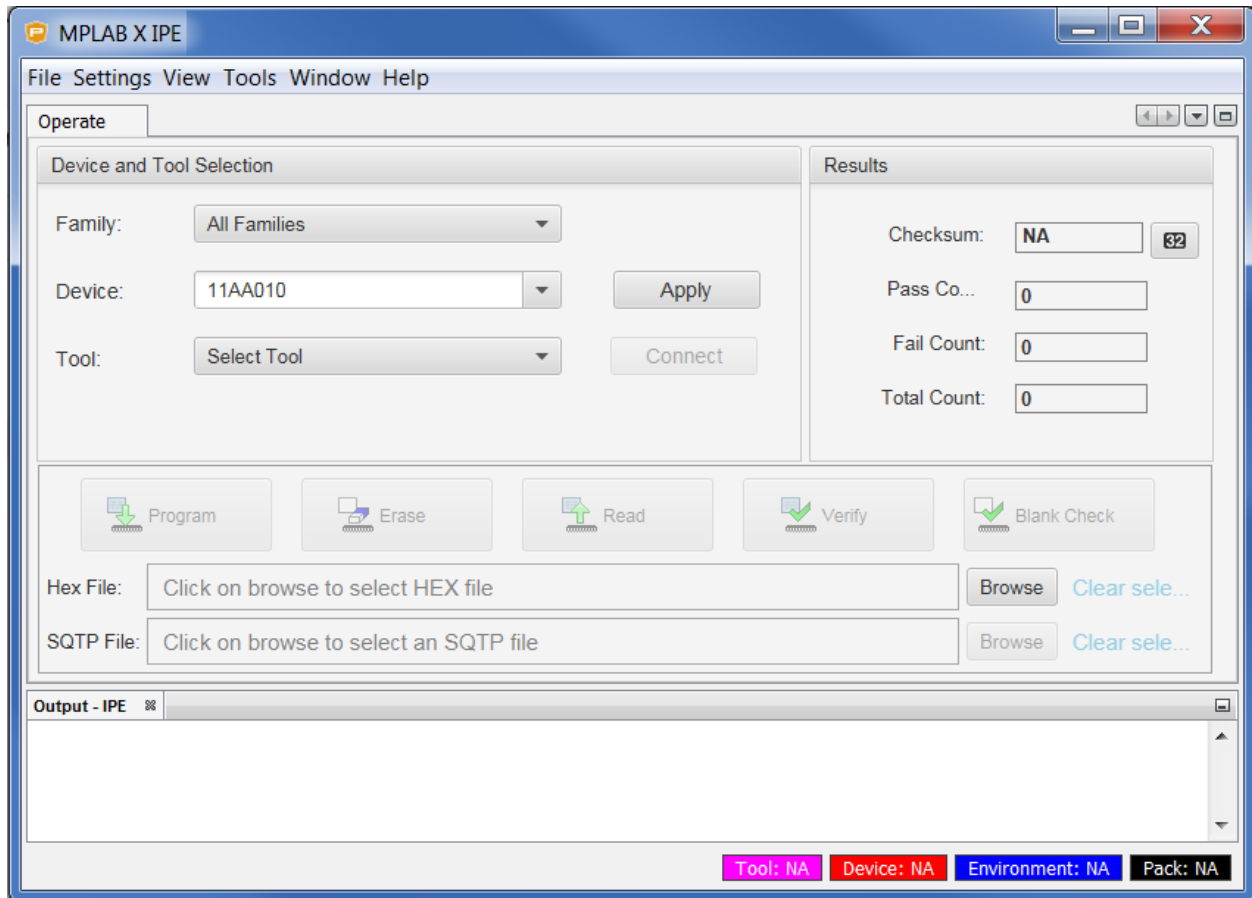 MPLAB X IPE
File Settings View Tools Window Help
Operate
Device and Tool Selection
Results
Family: All Families
Checksum: NA 32
Device: 11AA010 Apply
Pass Co... 0
Tool: Select Tool Connect
Fail Count: 0
Total Count: 0
Program Erase Read Verify Blank Check
Hex File: Click on browse to select HEX file Browse Clear sele...
SQTP File: Click on browse to select an SQTP file Browse Clear sele...
Output - IPE
Tool: NA Device: NA Environment: NA Pack: NA